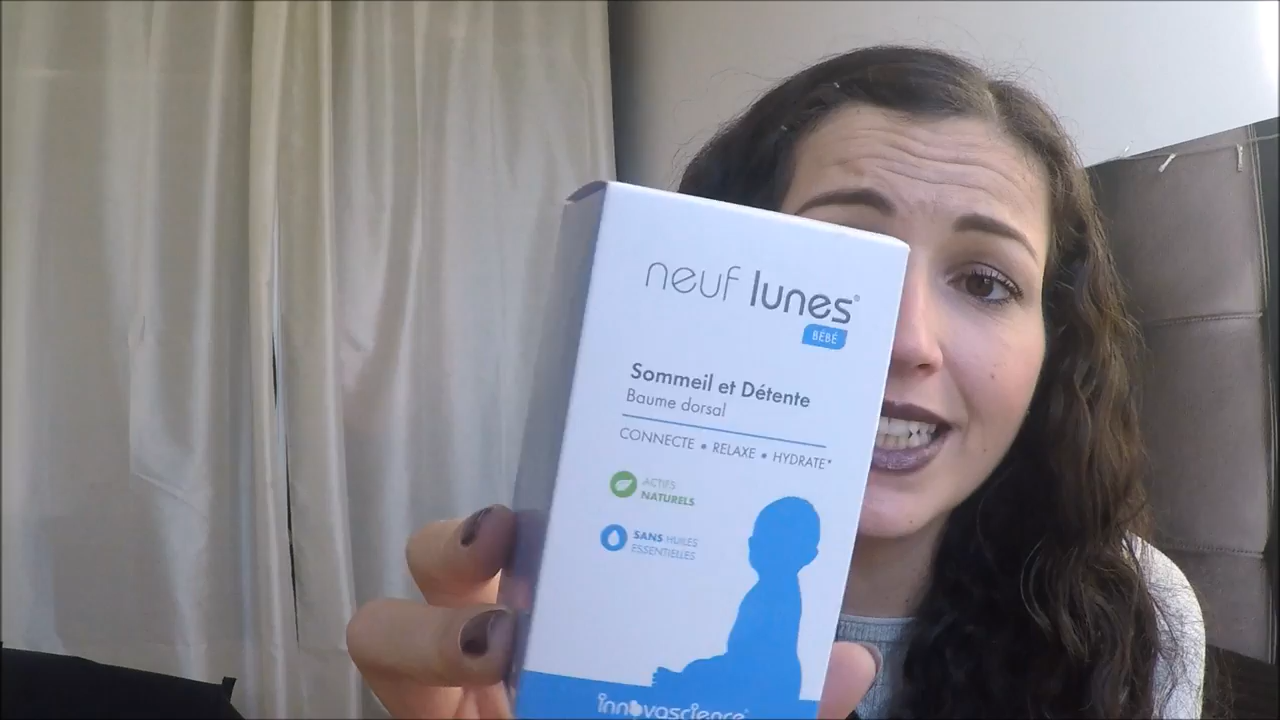 neuf lunes®
BÉBÉ
Sommeil et Détente
Baume dorsal
CONNECTE • RELAXE • HYDRATE*
ACTIFS
NATURELS
SANS HUILES
ESSENTIELLES
innovascience®